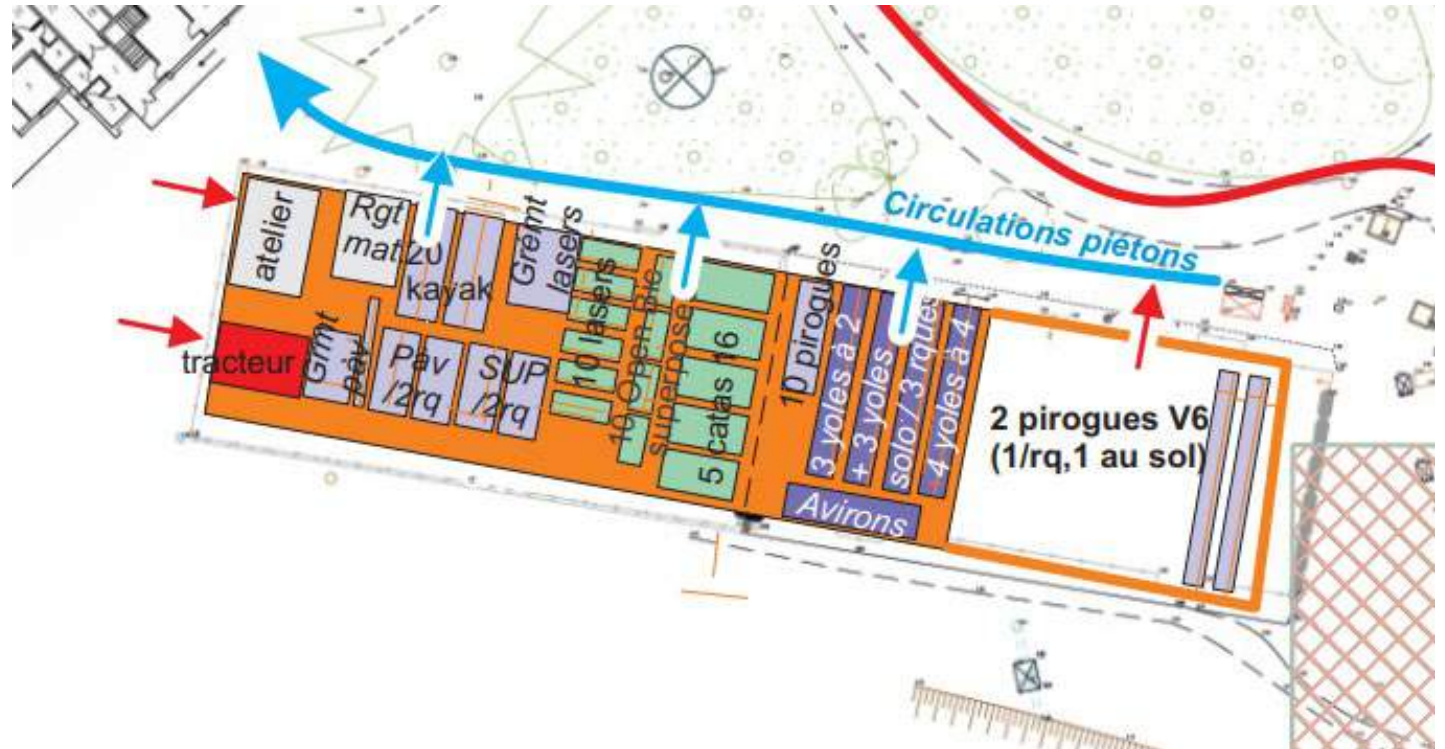 Circulations piétons
atelier
Rgt
mat
20
kayak
Grémt
lasers
10 lasers
10 Open Bic
superposés
5 catas 16
10 pirogues
3 yoles à 2
+ 3 yoles
solo / 3 rques
+4 yoles à 4
Avirons
tracteur
Grmt
pav
Pav
/2rq
SUP
/2rq
2 pirogues V6
(1/rq,1 au sol)